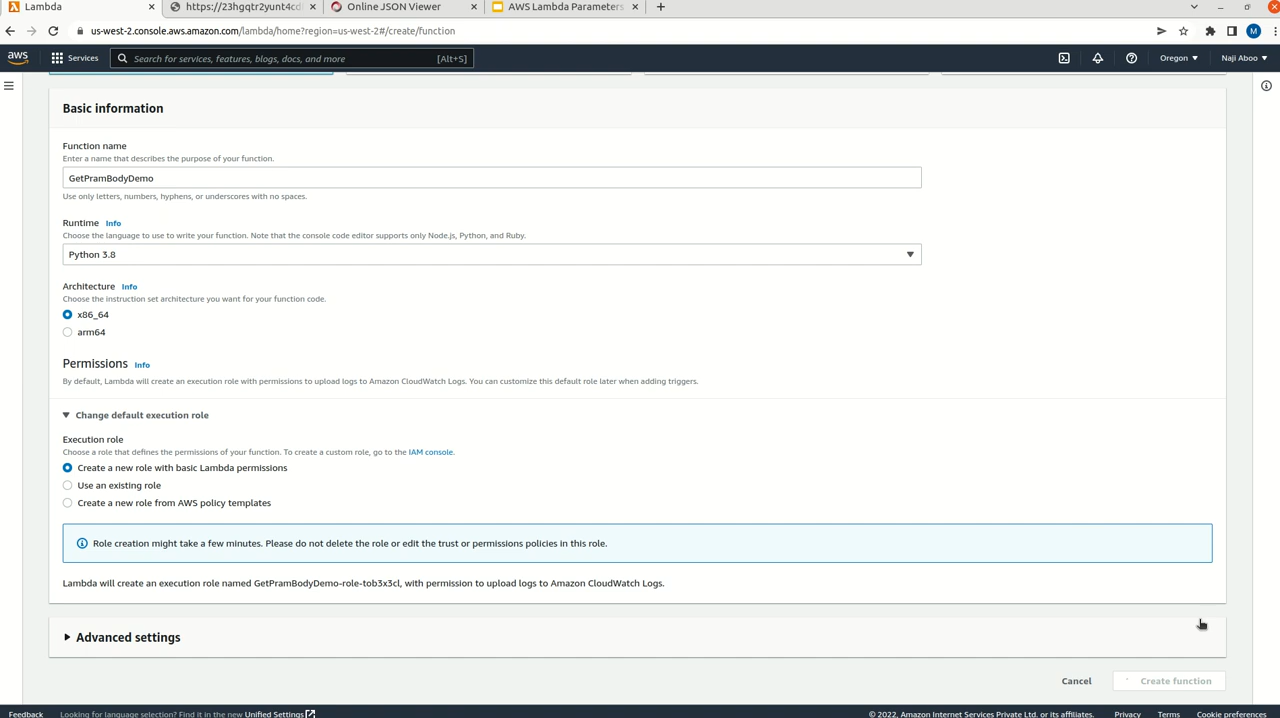 Lambda
https://23hgqtr2yunt4cdf
Online JSON Viewer
AWS Lambda Parameters
us-west-2.console.aws.amazon.com/lambda/home?region=us-west-2#/create/function
M
aws
Services
Search for services, features, blogs, docs, and more
[Alt+S]
Oregon
Naji Aboo
Basic information
Function name
Enter a name that describes the purpose of your function.
GetPramBodyDemo
Use only letters, numbers, hyphens, or underscores with no spaces.
Runtime Info
Choose the language to use to write your function. Note that the console code editor supports only Node.js, Python, and Ruby.
Python 3.8
Architecture Info
Choose the instruction set architecture you want for your function code.
x86_64
arm64
Permissions Info
By default, Lambda will create an execution role with permissions to upload logs to Amazon CloudWatch Logs. You can customize this default role later when adding triggers.
Change default execution role
Execution role
Choose a role that defines the permissions of your function. To create a custom role, go to the IAM console.
Create a new role with basic Lambda permissions
Use an existing role
Create a new role from AWS policy templates
Role creation might take a few minutes. Please do not delete the role or edit the trust or permissions policies in this role.
Lambda will create an execution role named GetPramBodyDemo-role-tob3x3cl, with permission to upload logs to Amazon CloudWatch Logs.
Advanced settings
Cancel
Create function
Feedback
Looking for language selection? Find it in the new Unified Settings
© 2022, Amazon Internet Services Private Ltd. or its affiliates.
Privacy
Terms
Cookie preferences